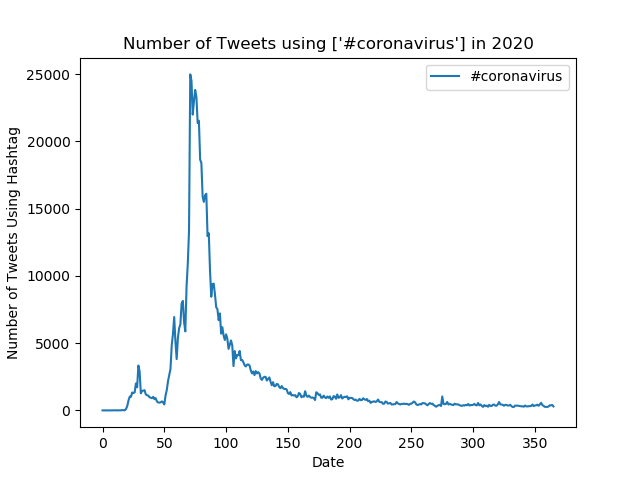 Number of Tweets using ['#coronavirus'] in 2020
#coronavirus
25000
20000
15000
10000
5000
0
Number of Tweets Using Hashtag
0 50 100 150 200 250 300 350
Date